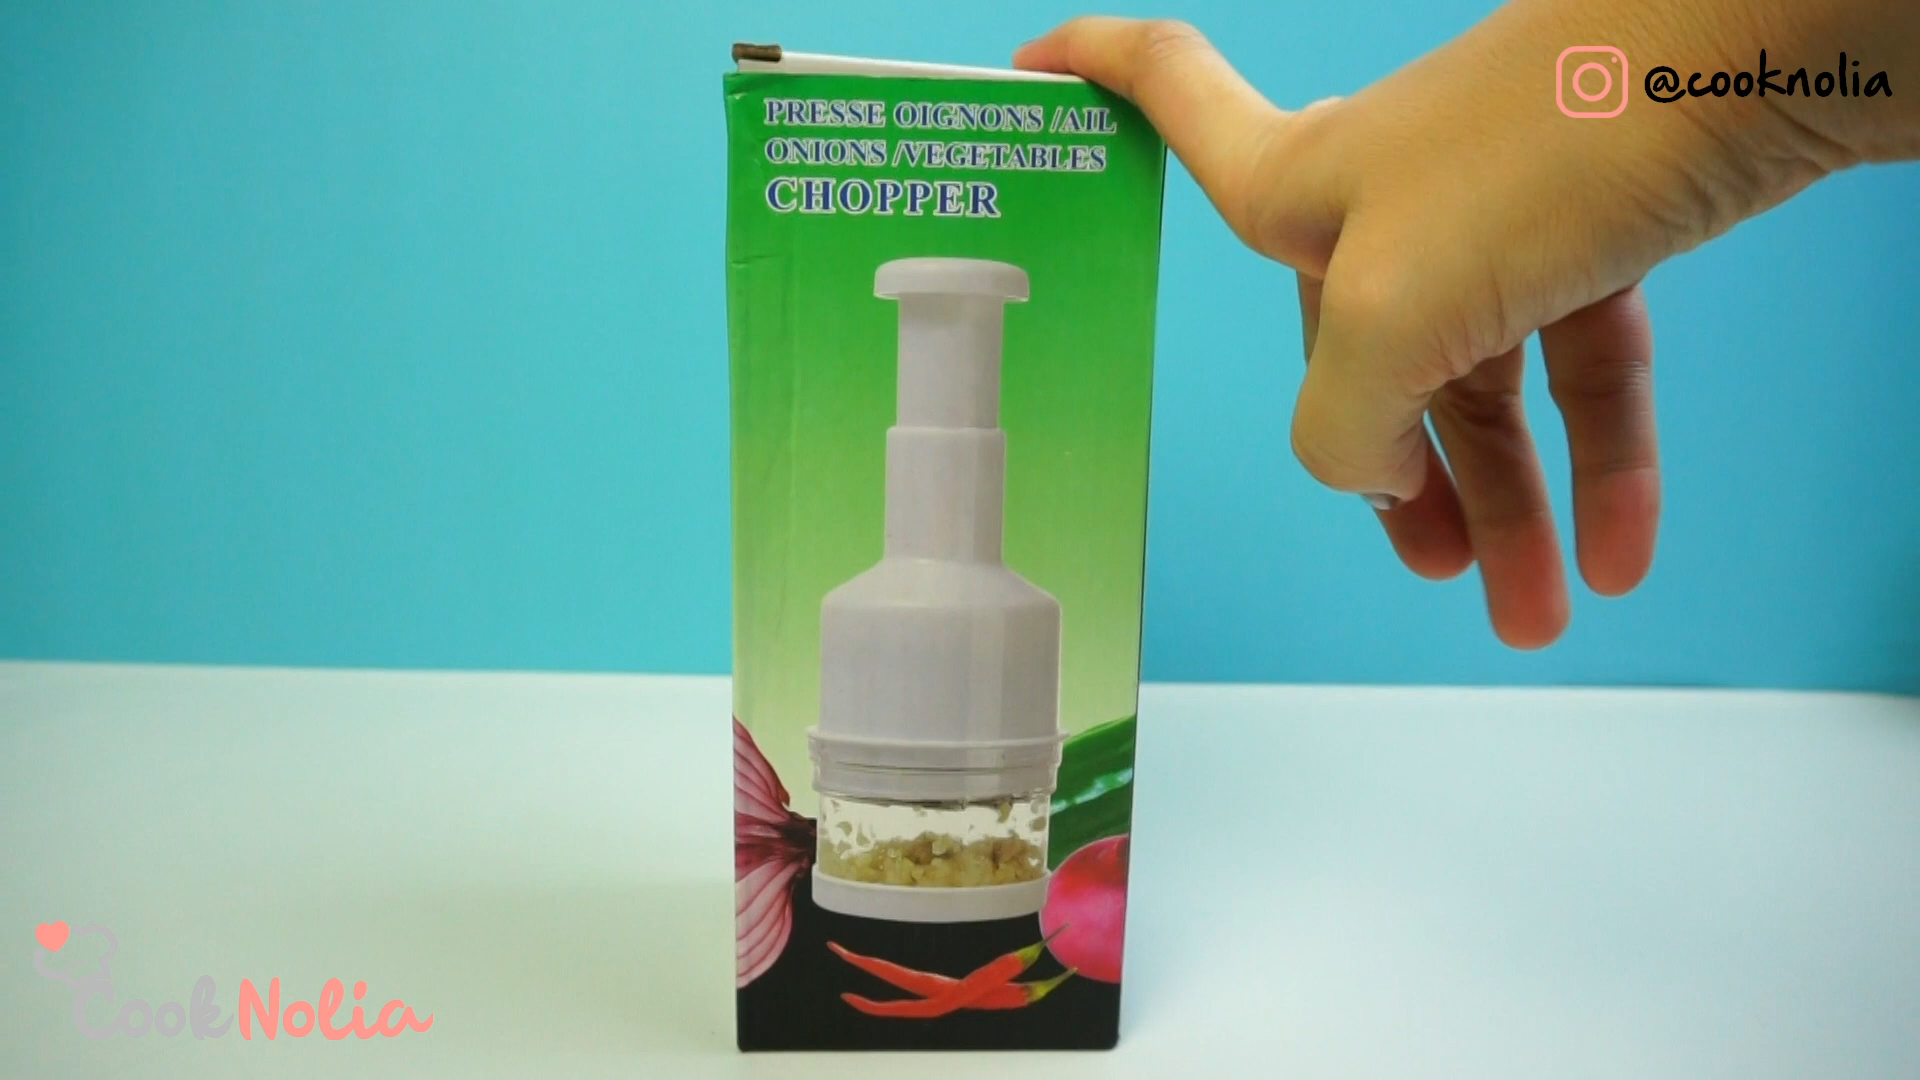 PRESSE OIGNONS /AIL
ONIONS /VEGETABLES
CHOPPER
@cooknolia
CookNolia